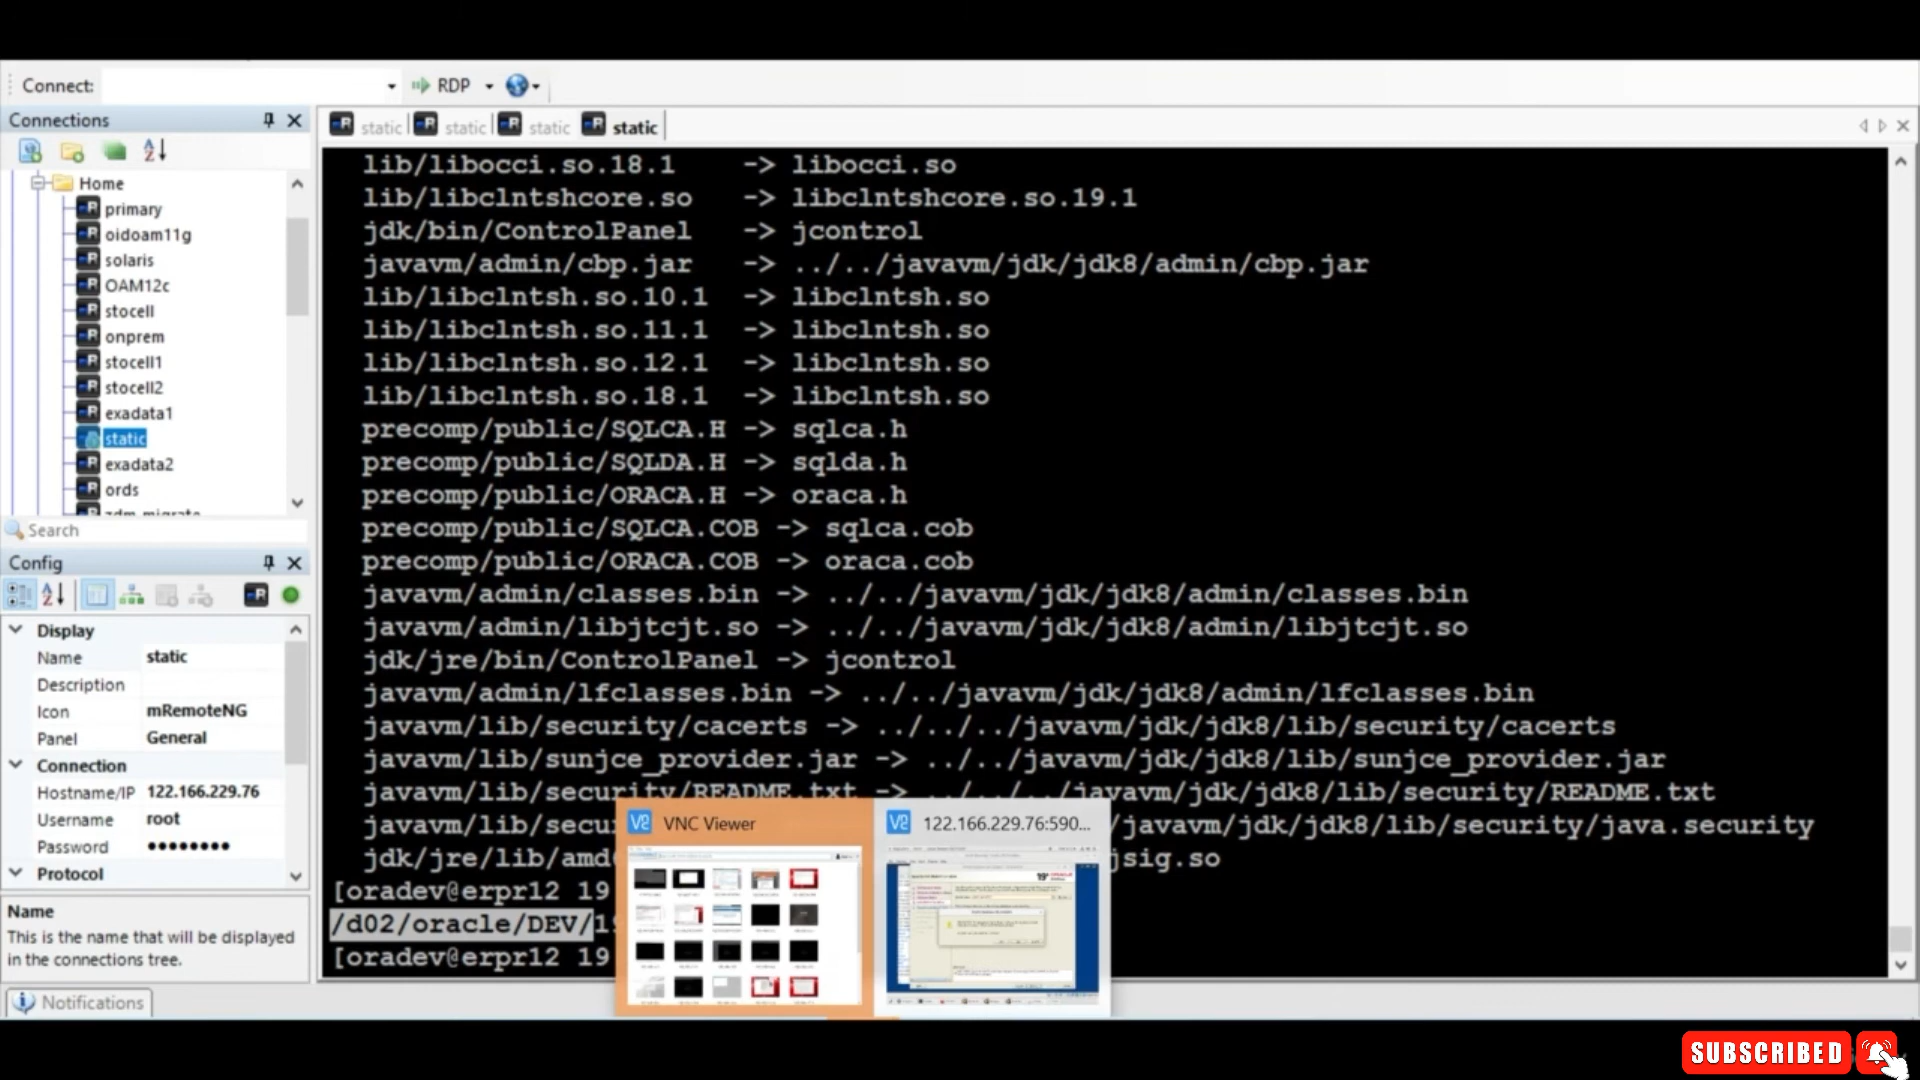 Connect:
RDP
Connections
static
static
static
static
Home
primary
oidoam11g
solaris
OAM12c
stocell
onprem
stocell1
stocell2
exadata1
static
exadata2
ords
zdm_migrate
Search
Config
Display
Name static
Description
Icon mRemoteNG
Panel General
Connection
Hostname/IP 122.166.229.76
Username root
Password ●●●●●●●●
Protocol
Name
This is the name that will be displayed
in the connections tree.
Notifications
lib/libocci.so.18.1 -> libocci.so
lib/libclntshcore.so -> libclntshcore.so.19.1
jdk/bin/ControlPanel -> jcontrol
javavm/admin/cbp.jar -> ../../javavm/jdk/jdk8/admin/cbp.jar
lib/libclntsh.so.10.1 -> libclntsh.so
lib/libclntsh.so.11.1 -> libclntsh.so
lib/libclntsh.so.12.1 -> libclntsh.so
lib/libclntsh.so.18.1 -> libclntsh.so
precomp/public/SQLCA.H -> sqlca.h
precomp/public/SQLDA.H -> sqlda.h
precomp/public/ORACA.H -> oraca.h
precomp/public/SQLCA.COB -> sqlca.cob
precomp/public/ORACA.COB -> oraca.cob
javavm/admin/classes.bin -> ../../javavm/jdk/jdk8/admin/classes.bin
javavm/admin/libjtcjt.so -> ../../javavm/jdk/jdk8/admin/libjtcjt.so
jdk/jre/bin/ControlPanel -> jcontrol
javavm/admin/lfclasses.bin -> ../../javavm/jdk/jdk8/admin/lfclasses.bin
javavm/lib/security/cacerts -> ../../../javavm/jdk/jdk8/lib/security/cacerts
javavm/lib/sunjce_provider.jar -> ../../javavm/jdk/jdk8/lib/sunjce_provider.jar
javavm/lib/security/README.txt -> ../../../javavm/jdk/jdk8/lib/security/README.txt
javavm/lib/secu /javavm/jdk/jdk8/lib/security/java.security
jdk/jre/lib/amd jsig.so
[oradev@erpr12 19
/d02/oracle/DEV/19
[oradev@erpr12 19
VNC Viewer
122.166.229.76:590...
SUBSCRIBED